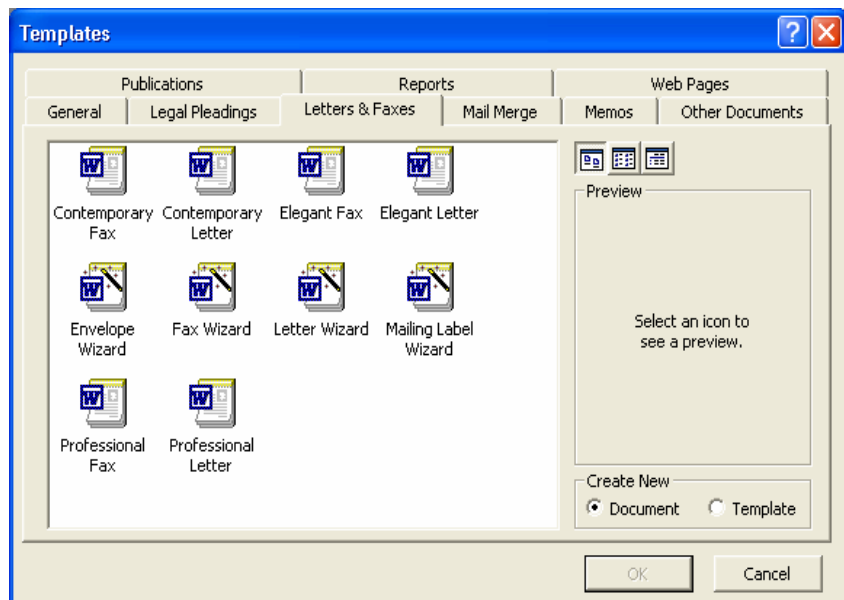 Templates
Publications Reports Web Pages
General Legal Pleadings Letters & Faxes Mail Merge Memos Other Documents
Contemporary Fax
Contemporary Letter
Elegant Fax
Elegant Letter
Envelope Wizard
Fax Wizard
Letter Wizard
Mailing Label Wizard
Professional Fax
Professional Letter
Preview
Select an icon to
see a preview.
Create New
Document Template
OK Cancel